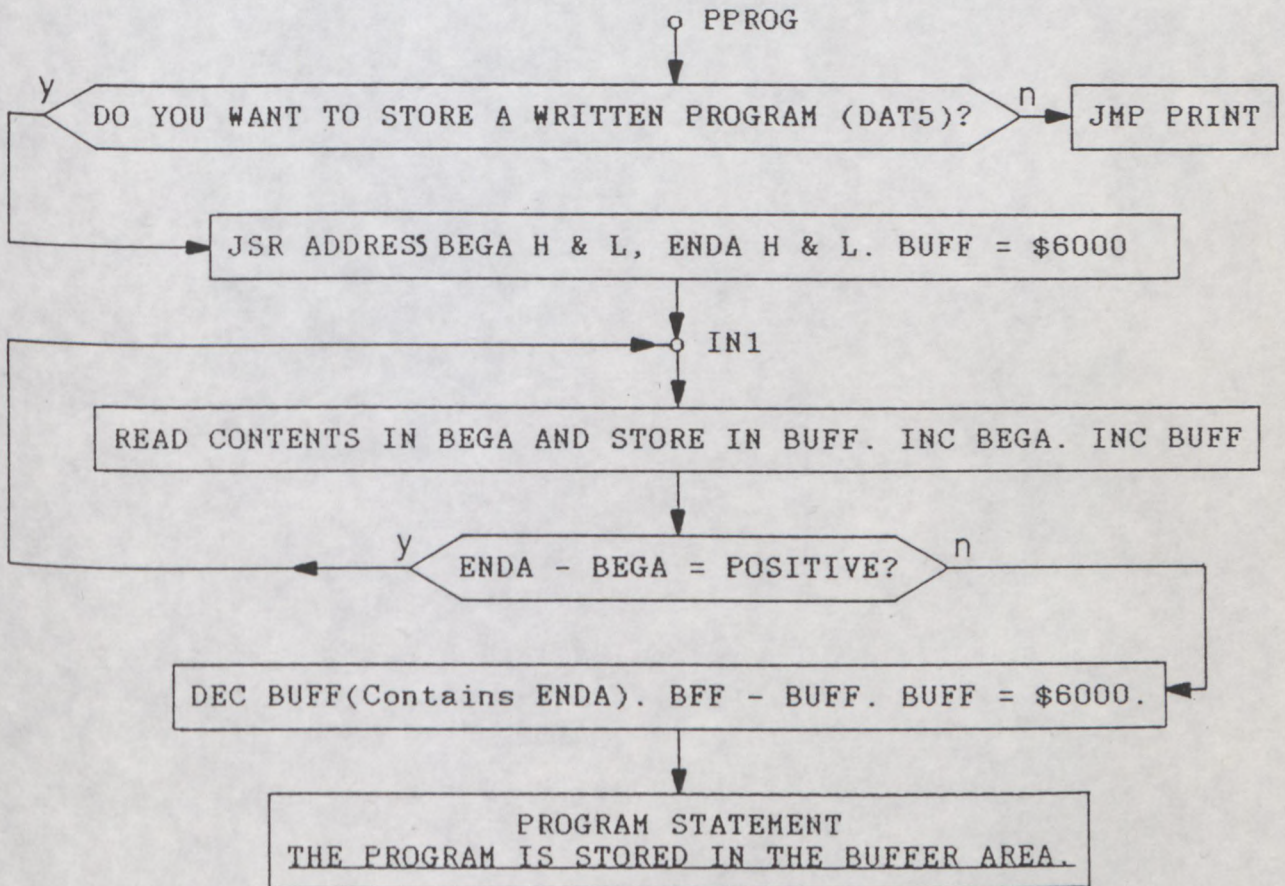 PPROG
y
DO YOU WANT TO STORE A WRITTEN PROGRAM (DAT5)?
n
JMP PRINT
JSR ADDRESS BEGA H & L, ENDA H & L. BUFF = $6000
IN1
READ CONTENTS IN BEGA AND STORE IN BUFF. INC BEGA. INC BUFF
y
ENDA - BEGA = POSITIVE?
n
DEC BUFF(Contains ENDA). BFF - BUFF. BUFF = $6000.
PROGRAM STATEMENT
THE PROGRAM IS STORED IN THE BUFFER AREA.